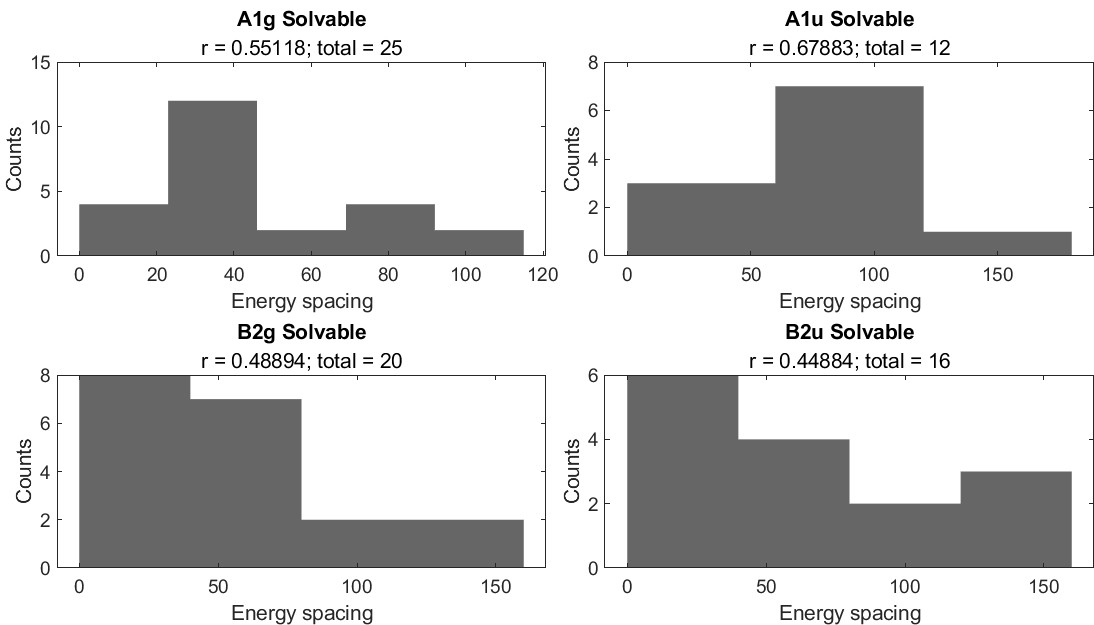 A1g Solvable
r = 0.55118; total = 25
15
10
5
0
Counts
0 20 40 60 80 100 120
Energy spacing
A1u Solvable
r = 0.67883; total = 12
8
6
4
2
0
Counts
0 50 100 150
Energy spacing
B2g Solvable
r = 0.48894; total = 20
8
6
4
2
0
Counts
0 50 100 150
Energy spacing
B2u Solvable
r = 0.44884; total = 16
6
4
2
0
Counts
0 50 100 150
Energy spacing